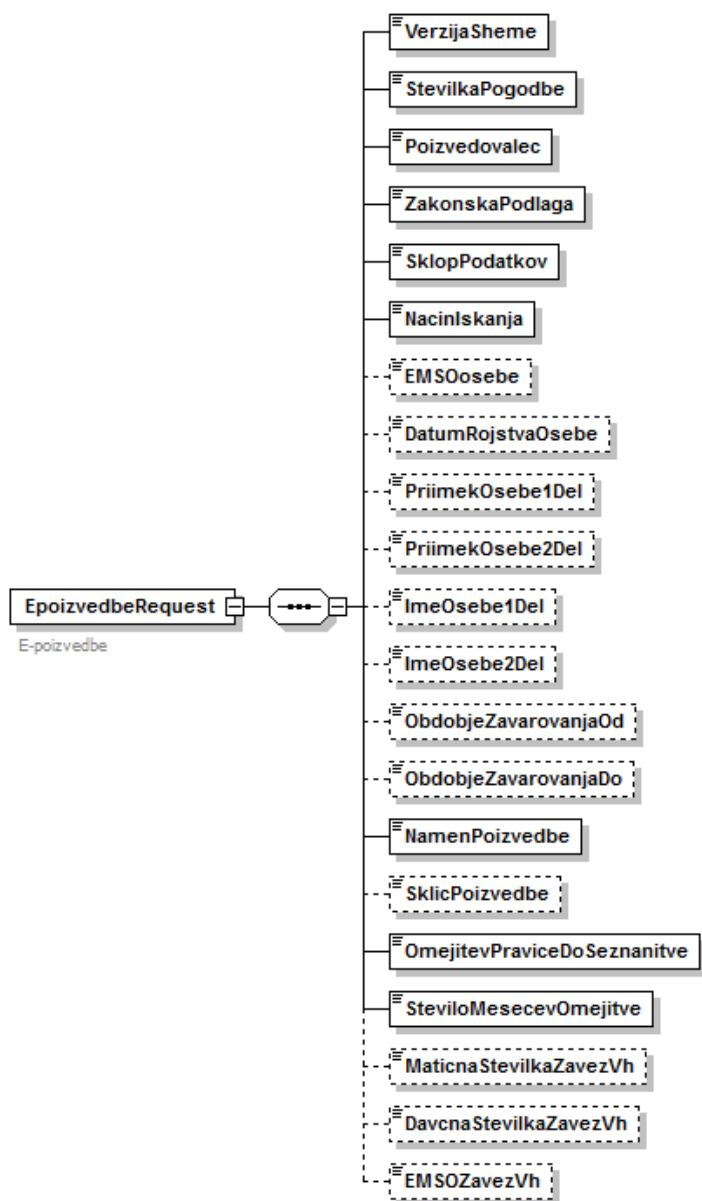 VerzijaSheme
StevilkaPogodbe
Poizvedovalec
ZakonskaPodlaga
SklopPodatkov
NacinIskanja
EMSOosebe
DatumRojstvaOsebe
PriimekOsebe1Del
PriimekOsebe2Del
EpoizvedbeRequest
E-poizvedbe
ImeOsebe1Del
ImeOsebe2Del
ObdobjeZavarovanjaOd
ObdobjeZavarovanjaDo
NamenPoizvedbe
SklicPoizvedbe
OmejitevPraviceDoSeznanitve
SteviloMesecevOmejitve
MaticnaStevilkaZavezVh
DavcnaStevilkaZavezVh
EMSOZavezVh